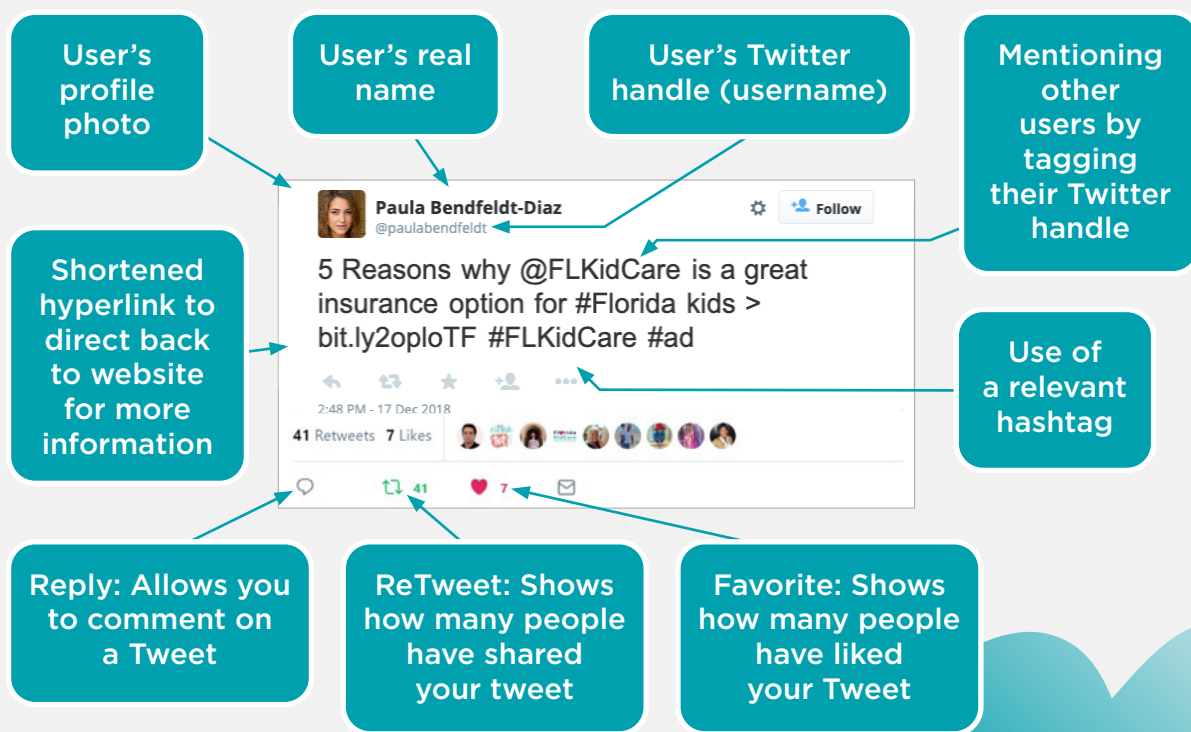 User's
profile
photo
User's real
name
User's Twitter
handle (username)
Mentioning
other
users by
tagging
their Twitter
handle
Paula Bendfeldt-Diaz
@paulabendfeldt
Follow
5 Reasons why @FLKidCare is a great
insurance option for #Florida kids >
bit.ly2oploTF #FLKidCare #ad
2:48 PM - 17 Dec 2018
41 Retweets 7 Likes
41
7
Shortened
hyperlink to
direct back
to website
for more
information
Use of
a relevant
hashtag
Reply: Allows you
to comment on
a Tweet
ReTweet: Shows
how many people
have shared
your tweet
Favorite: Shows
how many people
have liked
your Tweet